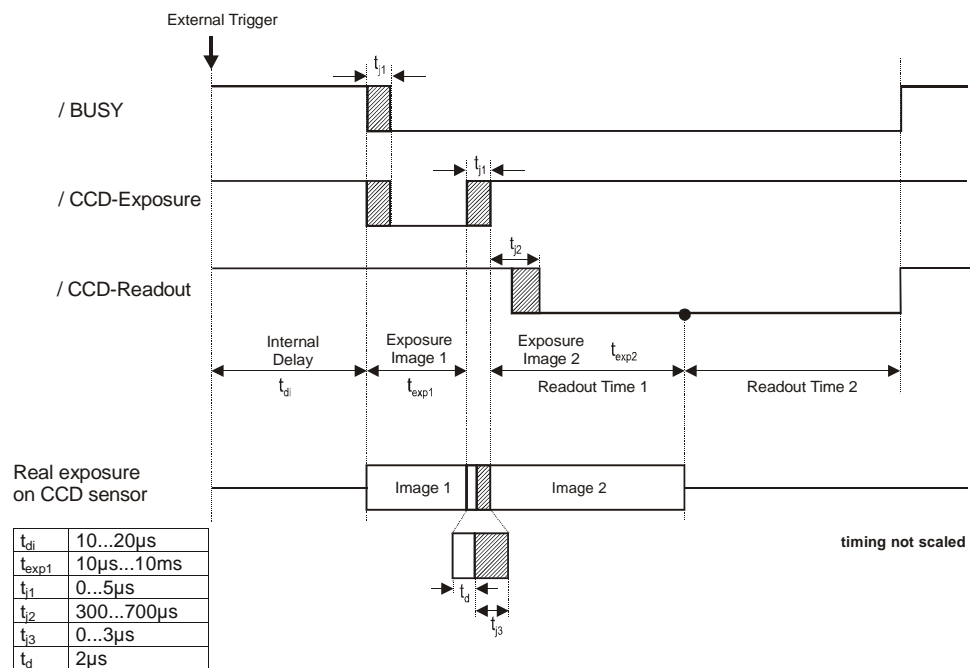 External Trigger
t_j1
/ BUSY
t_j1
/ CCD-Exposure
t_j2
/ CCD-Readout
Internal
Delay
t_di
Exposure
Image 1
t_exp1
Exposure
Image 2
t_exp2
Readout Time 1
Readout Time 2
Real exposure
on CCD sensor
Image 1
Image 2
timing not scaled
t_d
t_j3
t_di 10...20µs
t_exp1 10µs...10ms
t_j1 0...5µs
t_j2 300...700µs
t_j3 0...3µs
t_d 2µs